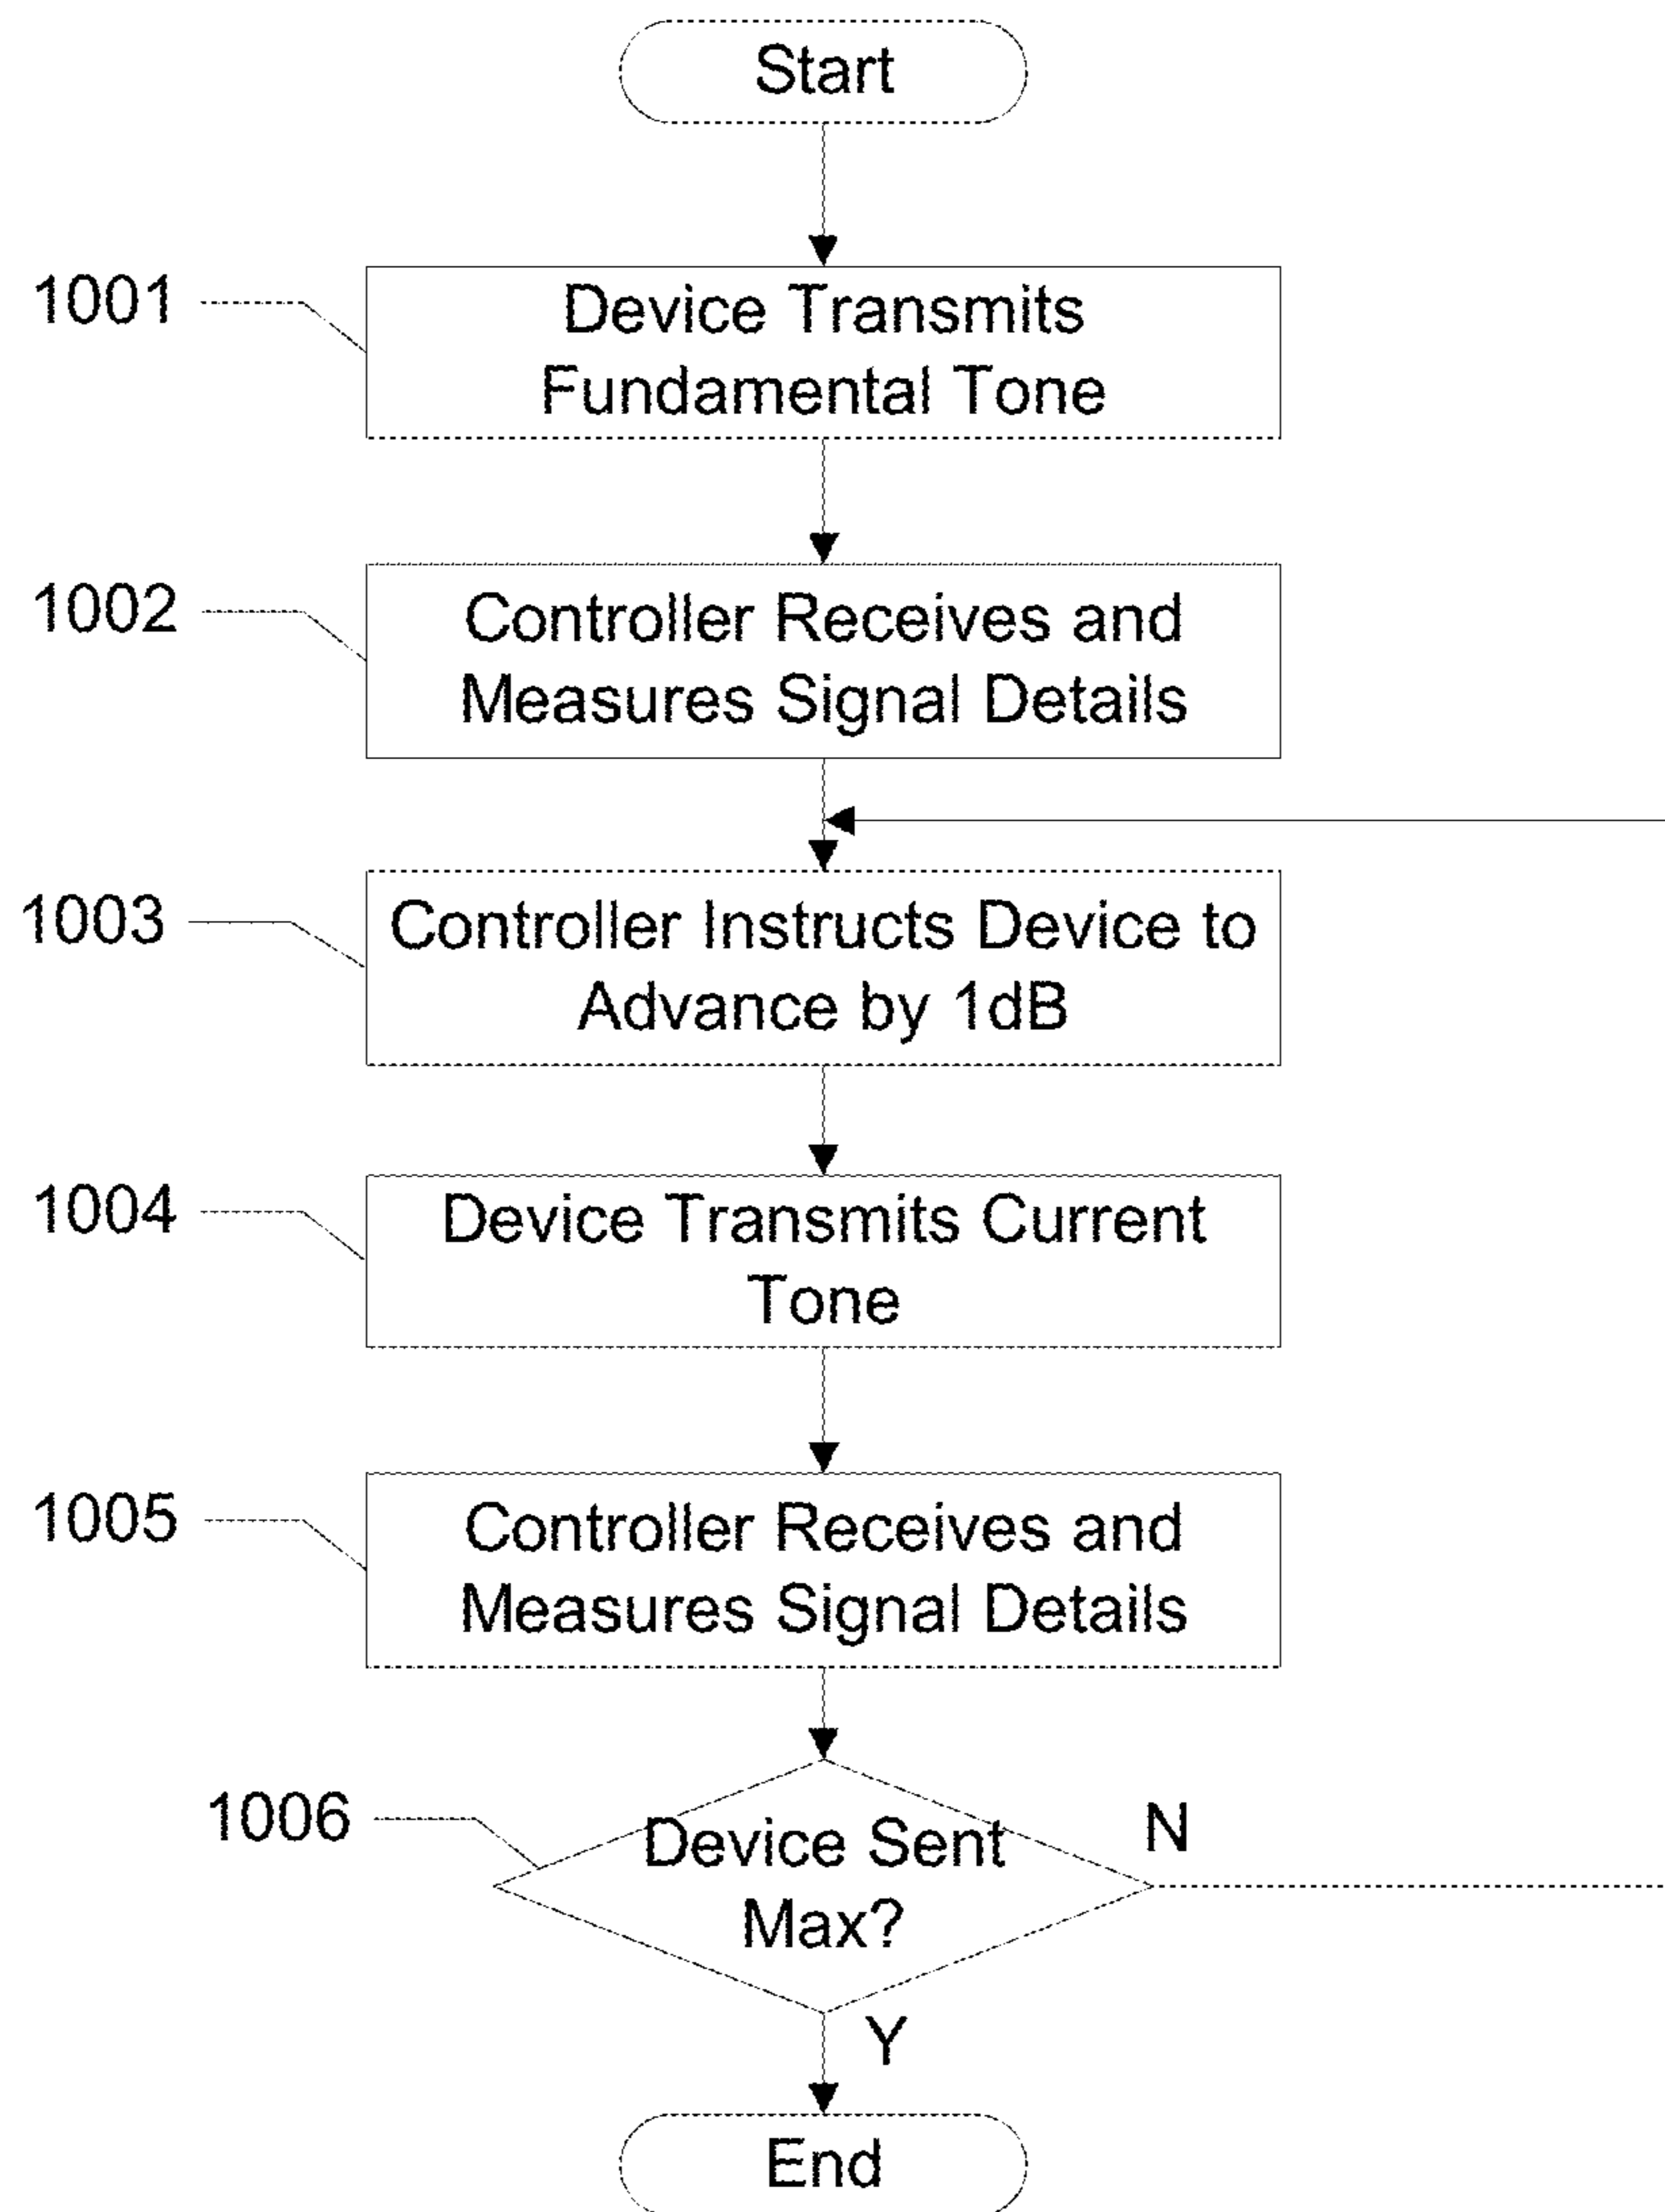 Start
1001
Device Transmits
Fundamental Tone
1002
Controller Receives and
Measures Signal Details
1003
Controller Instructs Device to
Advance by 1dB
1004
Device Transmits Current
Tone
1005
Controller Receives and
Measures Signal Details
1006
Device Sent
Max?
N
Y
End